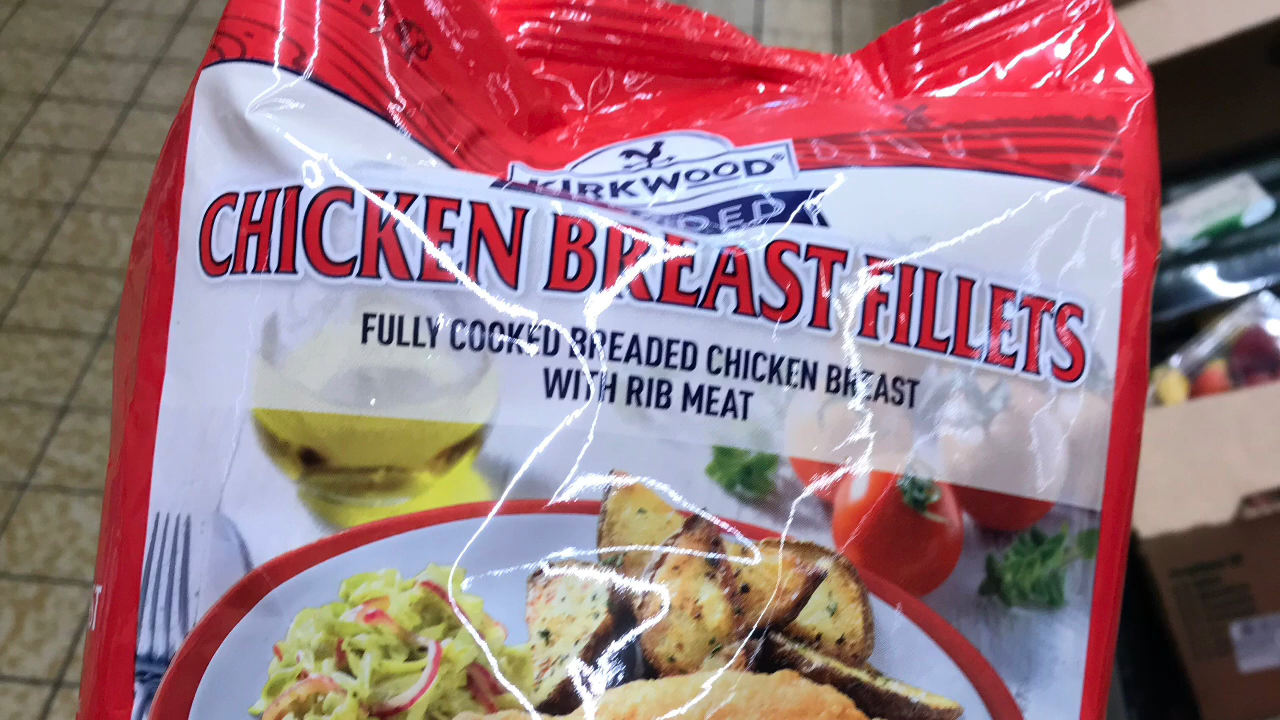 KIRKWOOD®
CHICKEN BREAST FILLETS
FULLY COOKED BREADED CHICKEN BREAST
WITH RIB MEAT